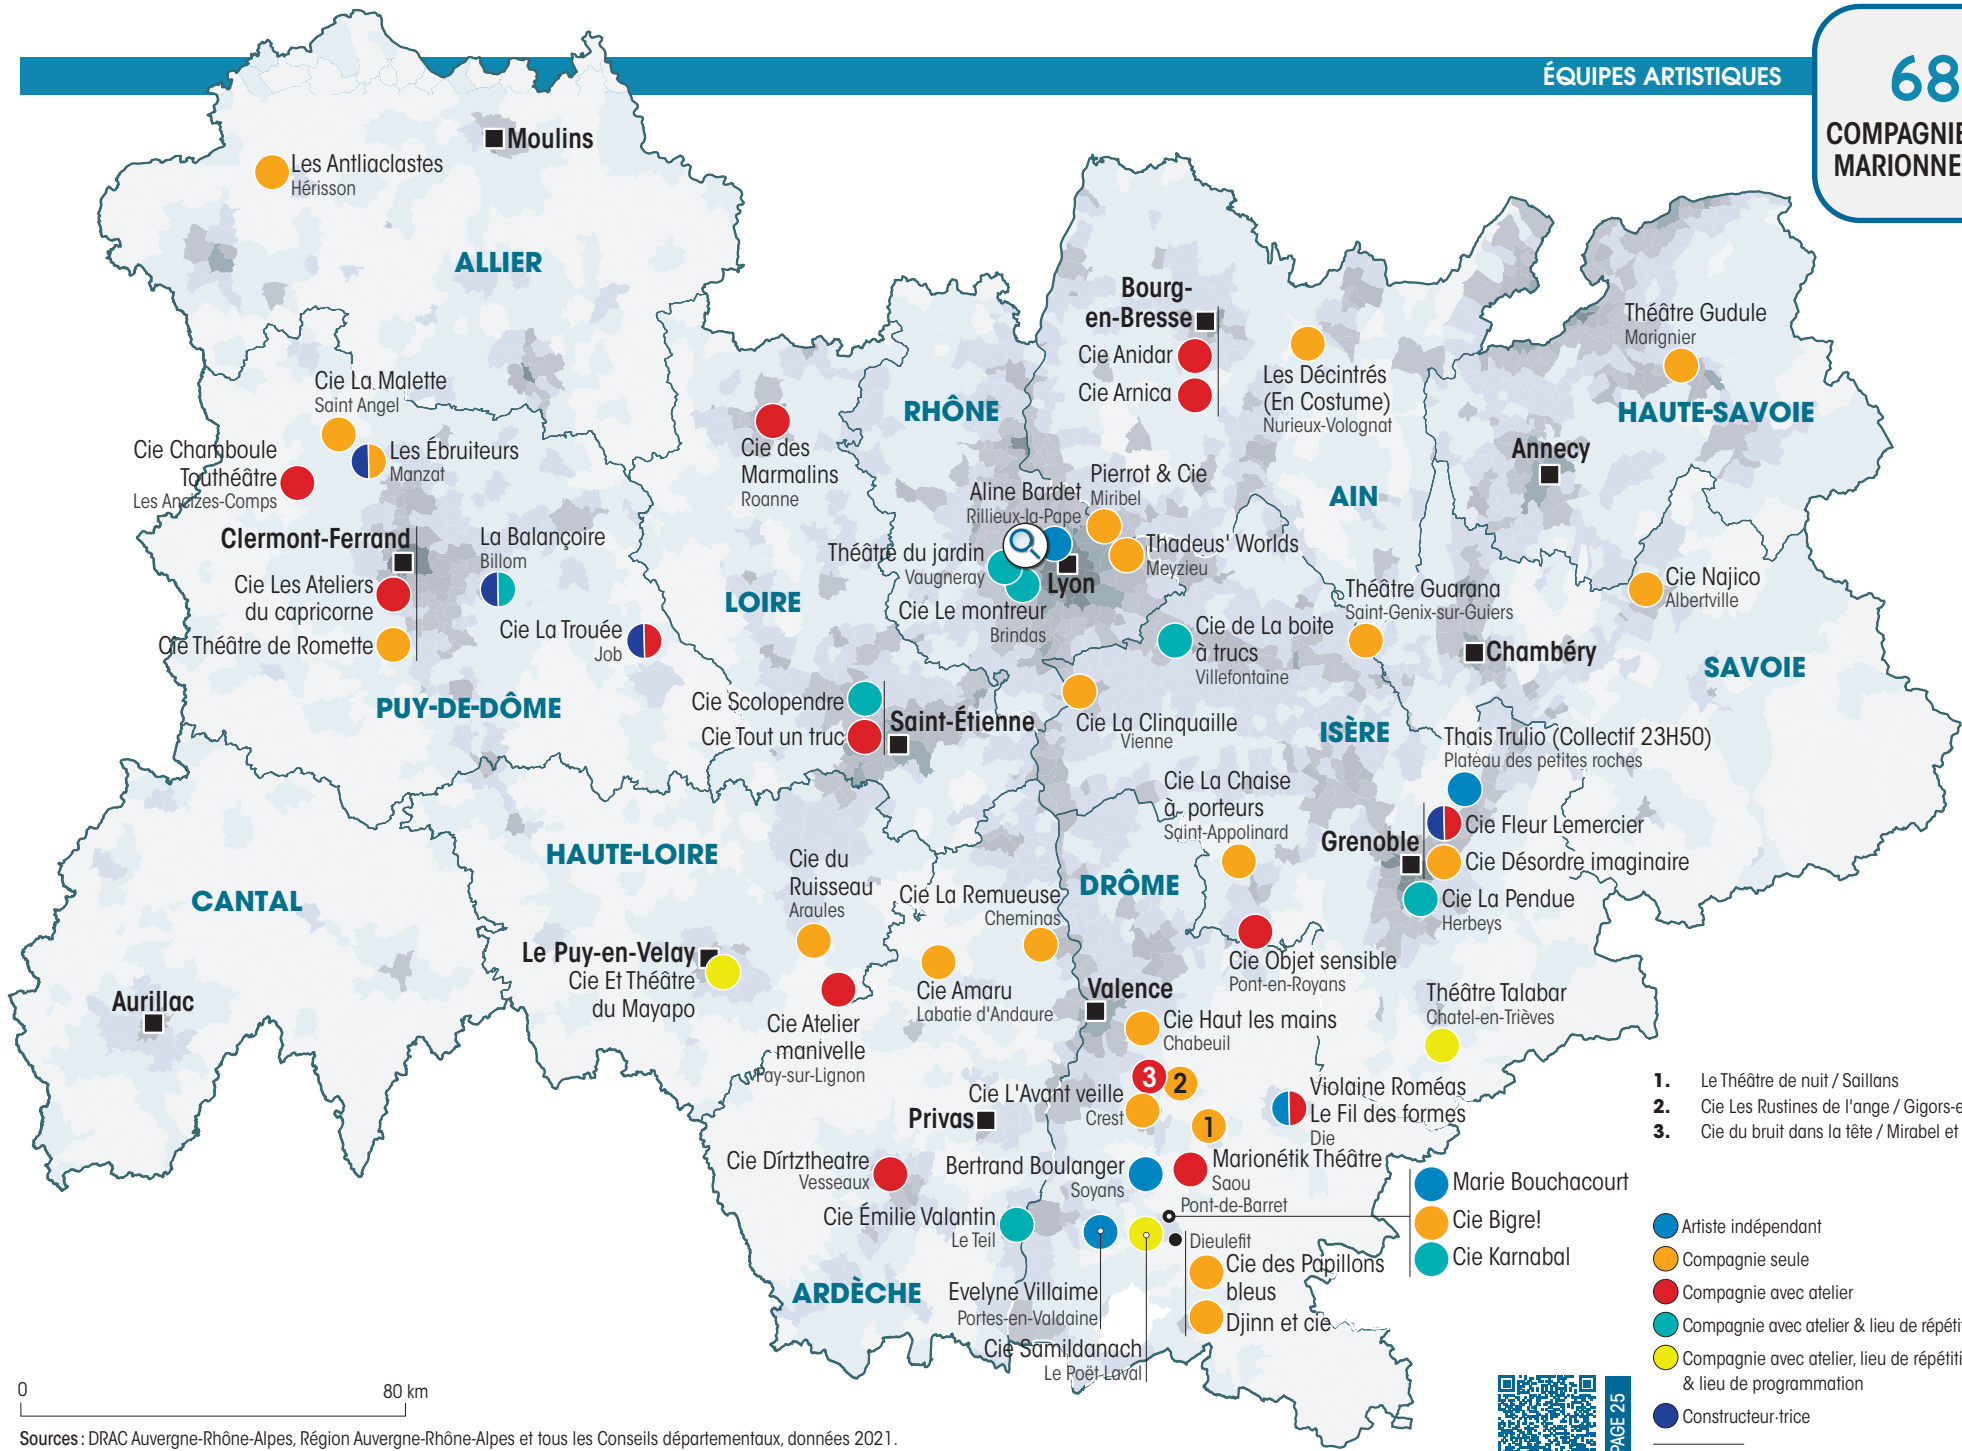 ÉQUIPES ARTISTIQUES
68
COMPAGNIE
MARIONNE
Moulins
Les Antliaclastes
Hérisson
ALLIER
Bourg-
en-Bresse
Cie Anidar
Cie Arnica
Les Décintrés
(En Costume)
Nurieux-Volognat
Théâtre Gudule
Marignier
HAUTE-SAVOIE
Annecy
RHÔNE
AIN
Cie La Malette
Saint Angel
Cie Chamboule
Touthéâtre
Les Ancizes-Comps
Les Ébruiteurs
Manzat
Cie des
Marmalins
Roanne
Aline Bardet
Rillieux-la-Pape
Pierrot & Cie
Miribel
Thadeus' Worlds
Meyzieu
Théâtre du jardin
Vaugneray
Lyon
Cie Le montreur
Brindas
Clermont-Ferrand
Cie Les Ateliers
du capricorne
Cie Théâtre de Romette
La Balançoire
Billom
Cie La Trouée
Job
LOIRE
PUY-DE-DÔME
Théâtre Guarana
Saint-Genix-sur-Guiers
Cie Najico
Albertville
Cie de La boite
à trucs
Villefontaine
Chambéry
SAVOIE
Cie Scolopendre
Cie Tout un truc
Saint-Étienne
Cie La Clinquaille
Vienne
ISÈRE
Thais Trulio (Collectif 23H50)
Plateau des petites roches
Cie La Chaise
à porteurs
Saint-Appolinard
Grenoble
Cie Fleur Lemercier
Cie Désordre imaginaire
Cie La Pendue
Herbeys
HAUTE-LOIRE
CANTAL
DRÔME
Cie du
Ruisseau
Araules
Cie La Remueuse
Cheminas
Le Puy-en-Velay
Cie Et Théâtre
du Mayapo
Cie Amaru
Labatie d'Andaure
Cie Objet sensible
Pont-en-Royans
Aurillac
Valence
Cie Atelier
manivelle
Fay-sur-Lignon
Cie Haut les mains
Chabeuil
Théâtre Talabar
Chatel-en-Trièves
3
2
1
Cie L'Avant veille
Crest
Privas
Violaine Roméas
Le Fil des formes
Die
Cie Dírtztheatre
Vesseaux
Bertrand Boulanger
Soyans
Marionétik Théâtre
Saou
Pont-de-Barret
Marie Bouchacourt
Cie Bigre!
Cie Karnabal
Cie Émilie Valantin
Le Teil
Dieulefit
Cie des Papillons
bleus
Djinn et cie
ARDÈCHE
Evelyne Villaime
Portes-en-Valdaine
Cie Samildanach
Le Poët Laval
1. Le Théâtre de nuit / Saillans
2. Cie Les Rustines de l'ange / Gigors-e
3. Cie du bruit dans la tête / Mirabel et
Artiste indépendant
Compagnie seule
Compagnie avec atelier
Compagnie avec atelier & lieu de répétit
Compagnie avec atelier, lieu de répétiti
& lieu de programmation
Constructeur·trice
PAGE 25
0 80 km
Sources : DRAC Auvergne-Rhône-Alpes, Région Auvergne-Rhône-Alpes et tous les Conseils départementaux, données 2021.